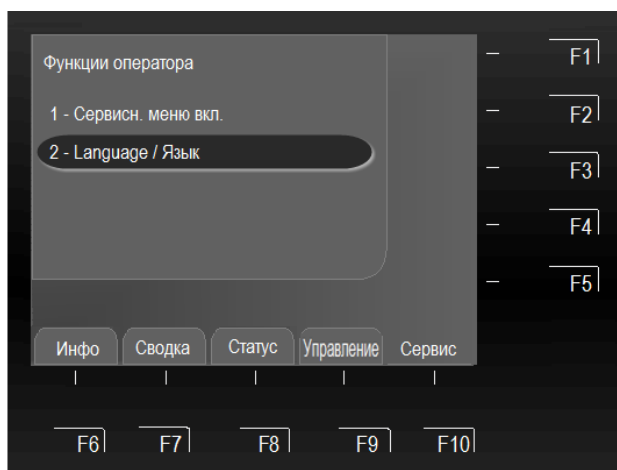 Функции оператора
1 - Сервисн. меню вкл.
2 - Language / Язык
F1
F2
F3
F4
F5
Инфо Сводка Статус Управление Сервис
F6 F7 F8 F9 F10